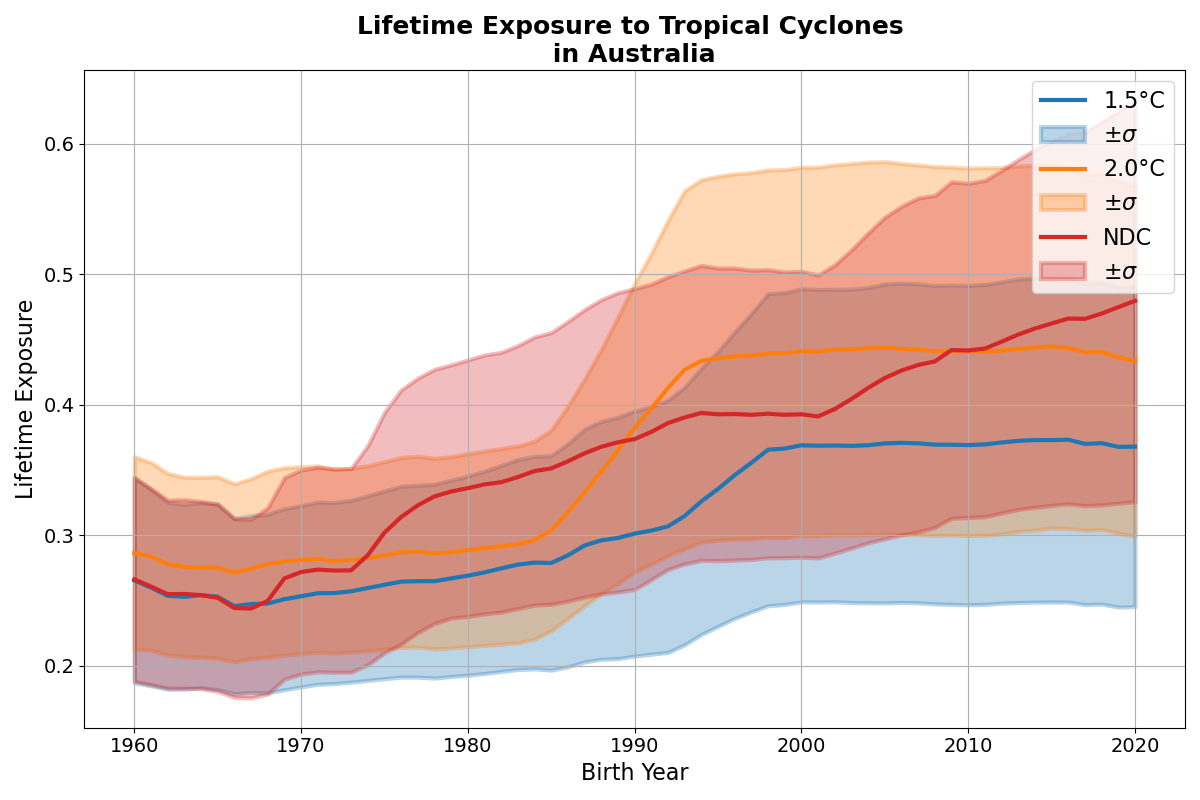 Lifetime Exposure to Tropical Cyclones
in Australia
Lifetime Exposure
0.6
0.5
0.4
0.3
0.2
1960
1970
1980
1990
2000
2010
2020
Birth Year
1.5°C
±σ
2.0°C
±σ
NDC
±σ